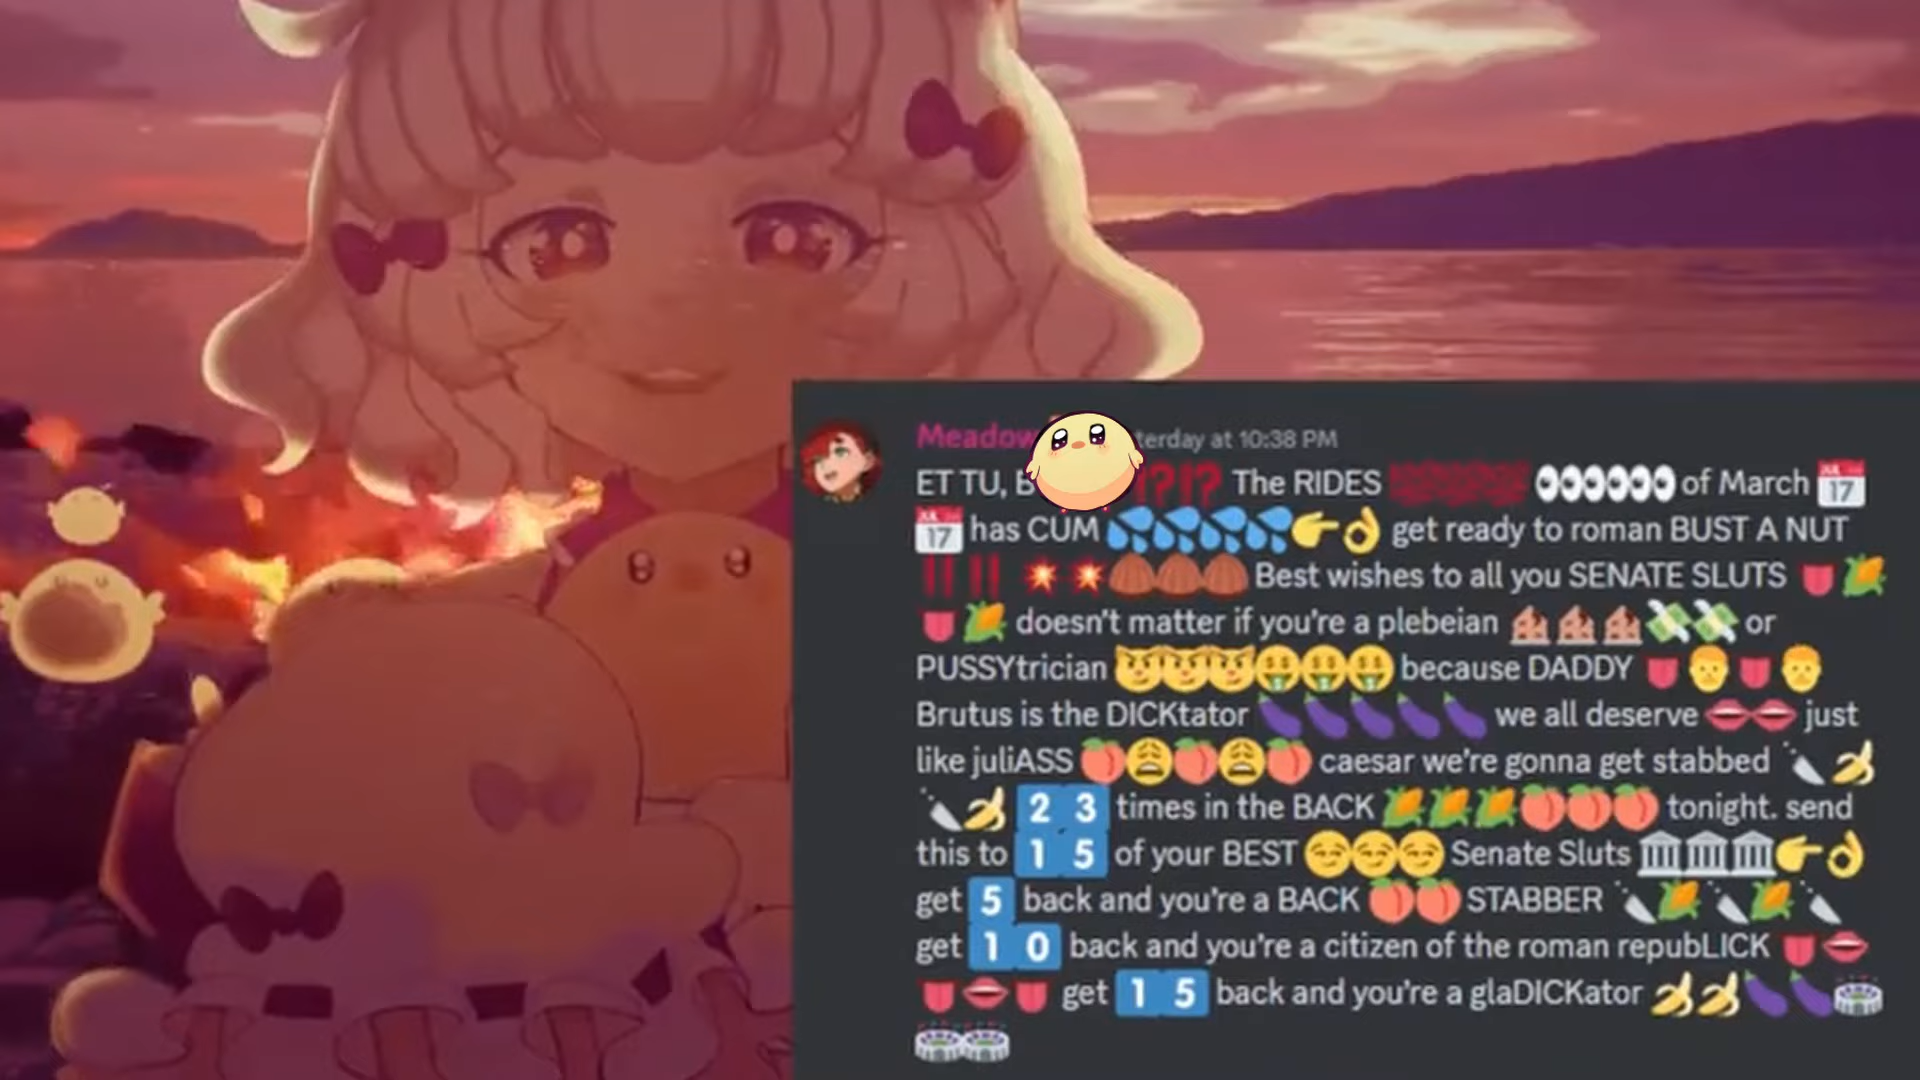 Meadow terday at 10:38 PM
ET TU, B ⁉⁉ The RIDES 💯💯💯 👀👀👀 of March 📅
📅 has CUM 💦💦💦💦👉👌 get ready to roman BUST A NUT
‼‼ 💥💥🌰🌰🌰 Best wishes to all you SENATE SLUTS 👅🌽
👅🌽 doesn't matter if you're a plebeian 🏚🏚🏚💸💸 or
PUSSYtrician 😼😼😼🤑🤑🤑 because DADDY 👅👨👅👨
Brutus is the DICKtator 🍆🍆🍆🍆🍆 we all deserve 👄👄 just
like juliASS 🍑😩🍑😩🍑 caesar we're gonna get stabbed 🔪🍌
🔪🍌 2 3 times in the BACK 🌽🌽🌽🍑🍑🍑 tonight. send
this to 1 5 of your BEST 😏😏😏 Senate Sluts 🏛🏛🏛👉👌
get 5 back and you're a BACK 🍑🍑 STABBER 🔪🌽🔪🌽🔪
get 1 0 back and you're a citizen of the roman repubLICK 👅👄
👅👄👅 get 1 5 back and you're a glaDICKator 🍌🍌🍆🍆🏟
🏟🏟